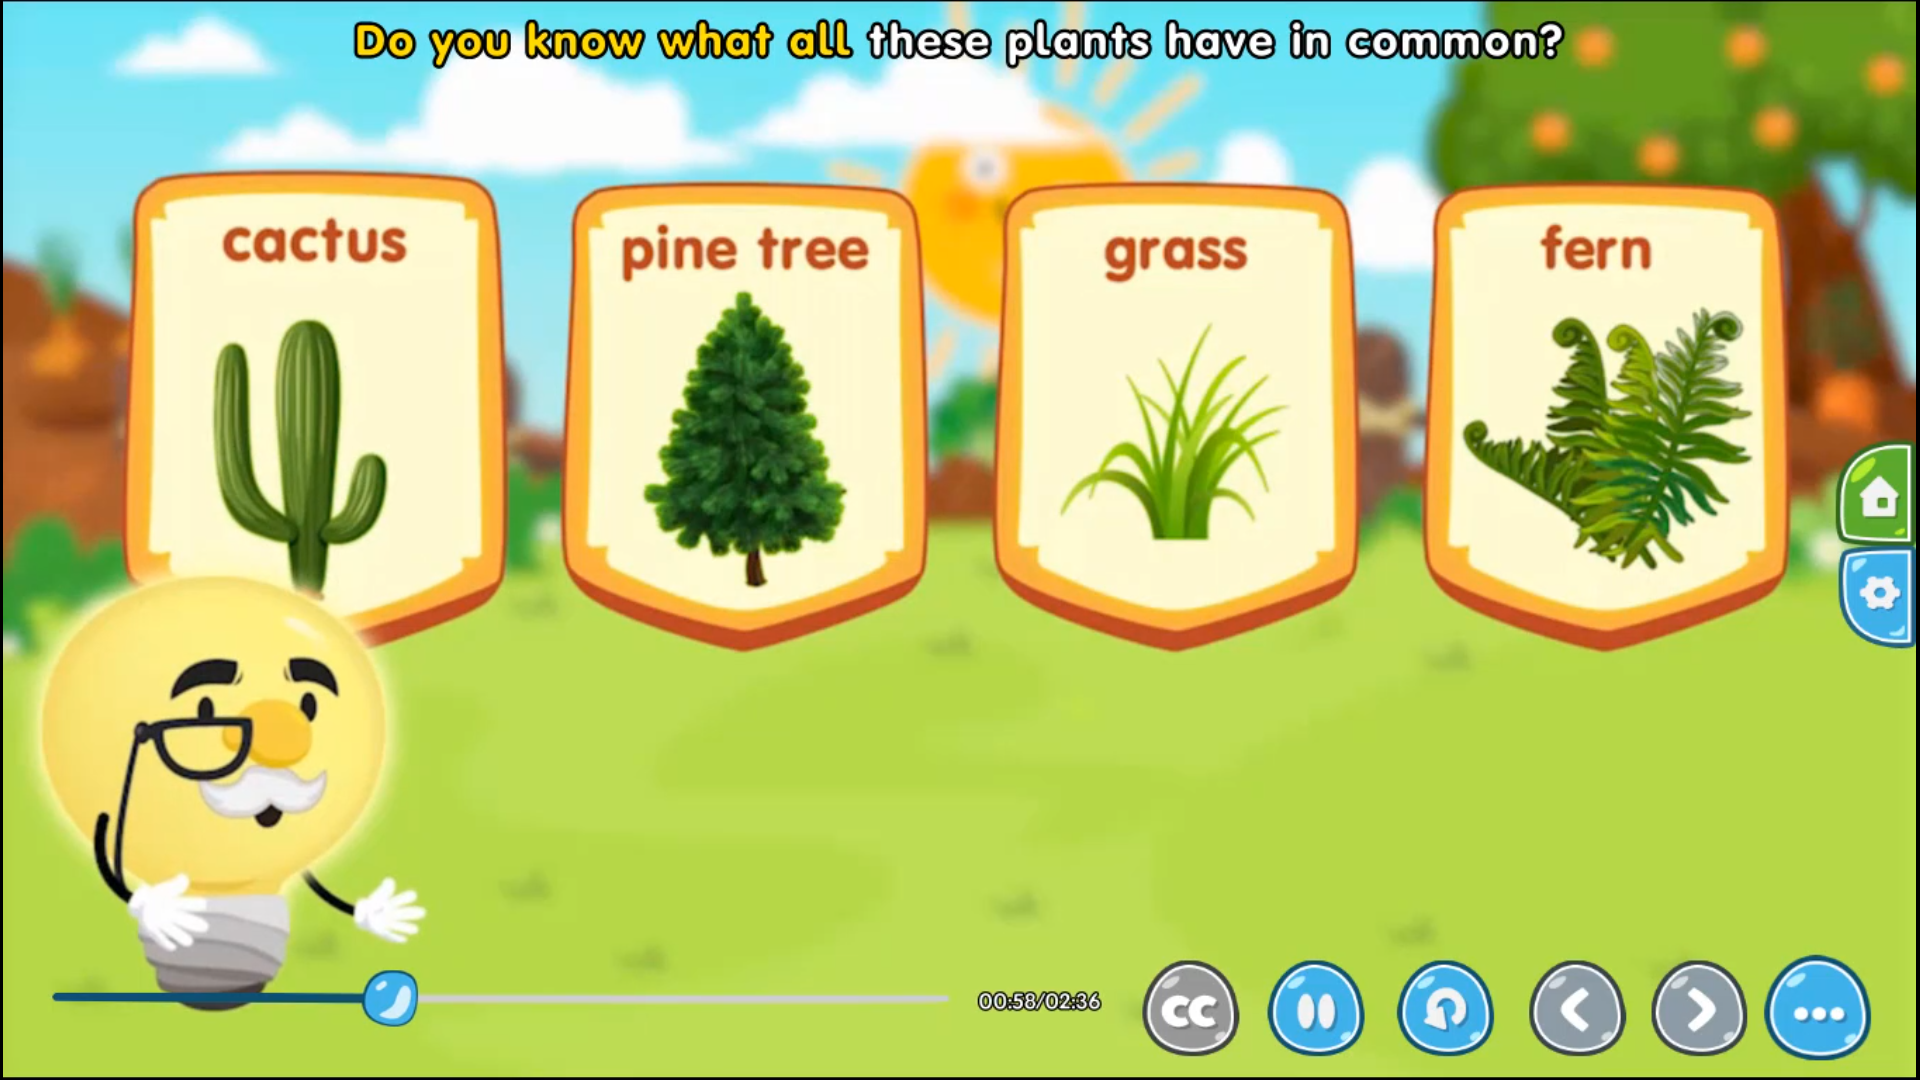 Do you know what all these plants have in common?
cactus
pine tree
grass
fern
00:58/02:36
CC